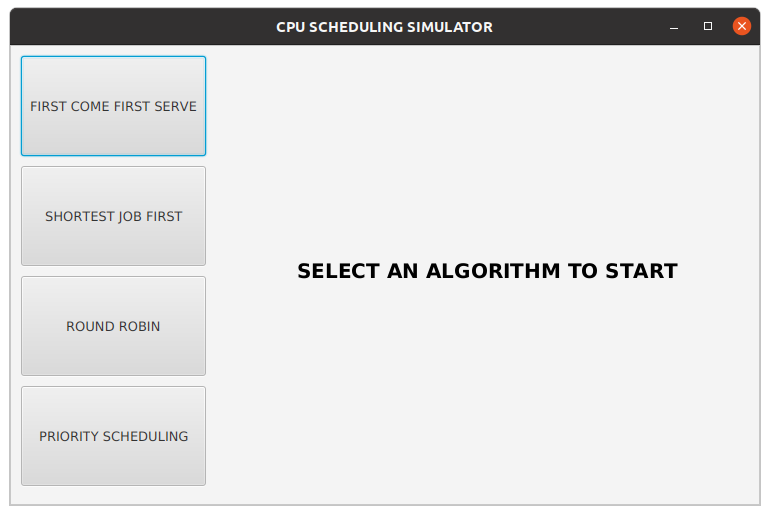 CPU SCHEDULING SIMULATOR
FIRST COME FIRST SERVE
SHORTEST JOB FIRST
ROUND ROBIN
PRIORITY SCHEDULING
SELECT AN ALGORITHM TO START